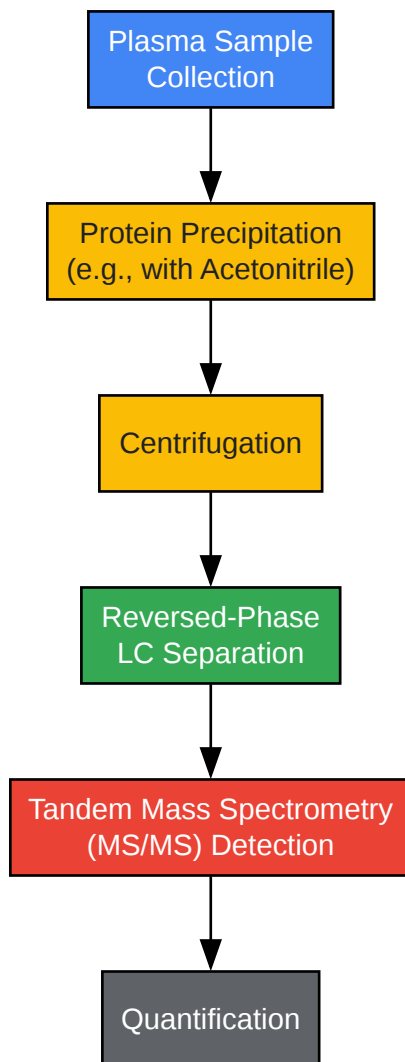 Plasma Sample
Collection
Protein Precipitation
(e.g., with Acetonitrile)
Centrifugation
Reversed-Phase
LC Separation
Tandem Mass Spectrometry
(MS/MS) Detection
Quantification